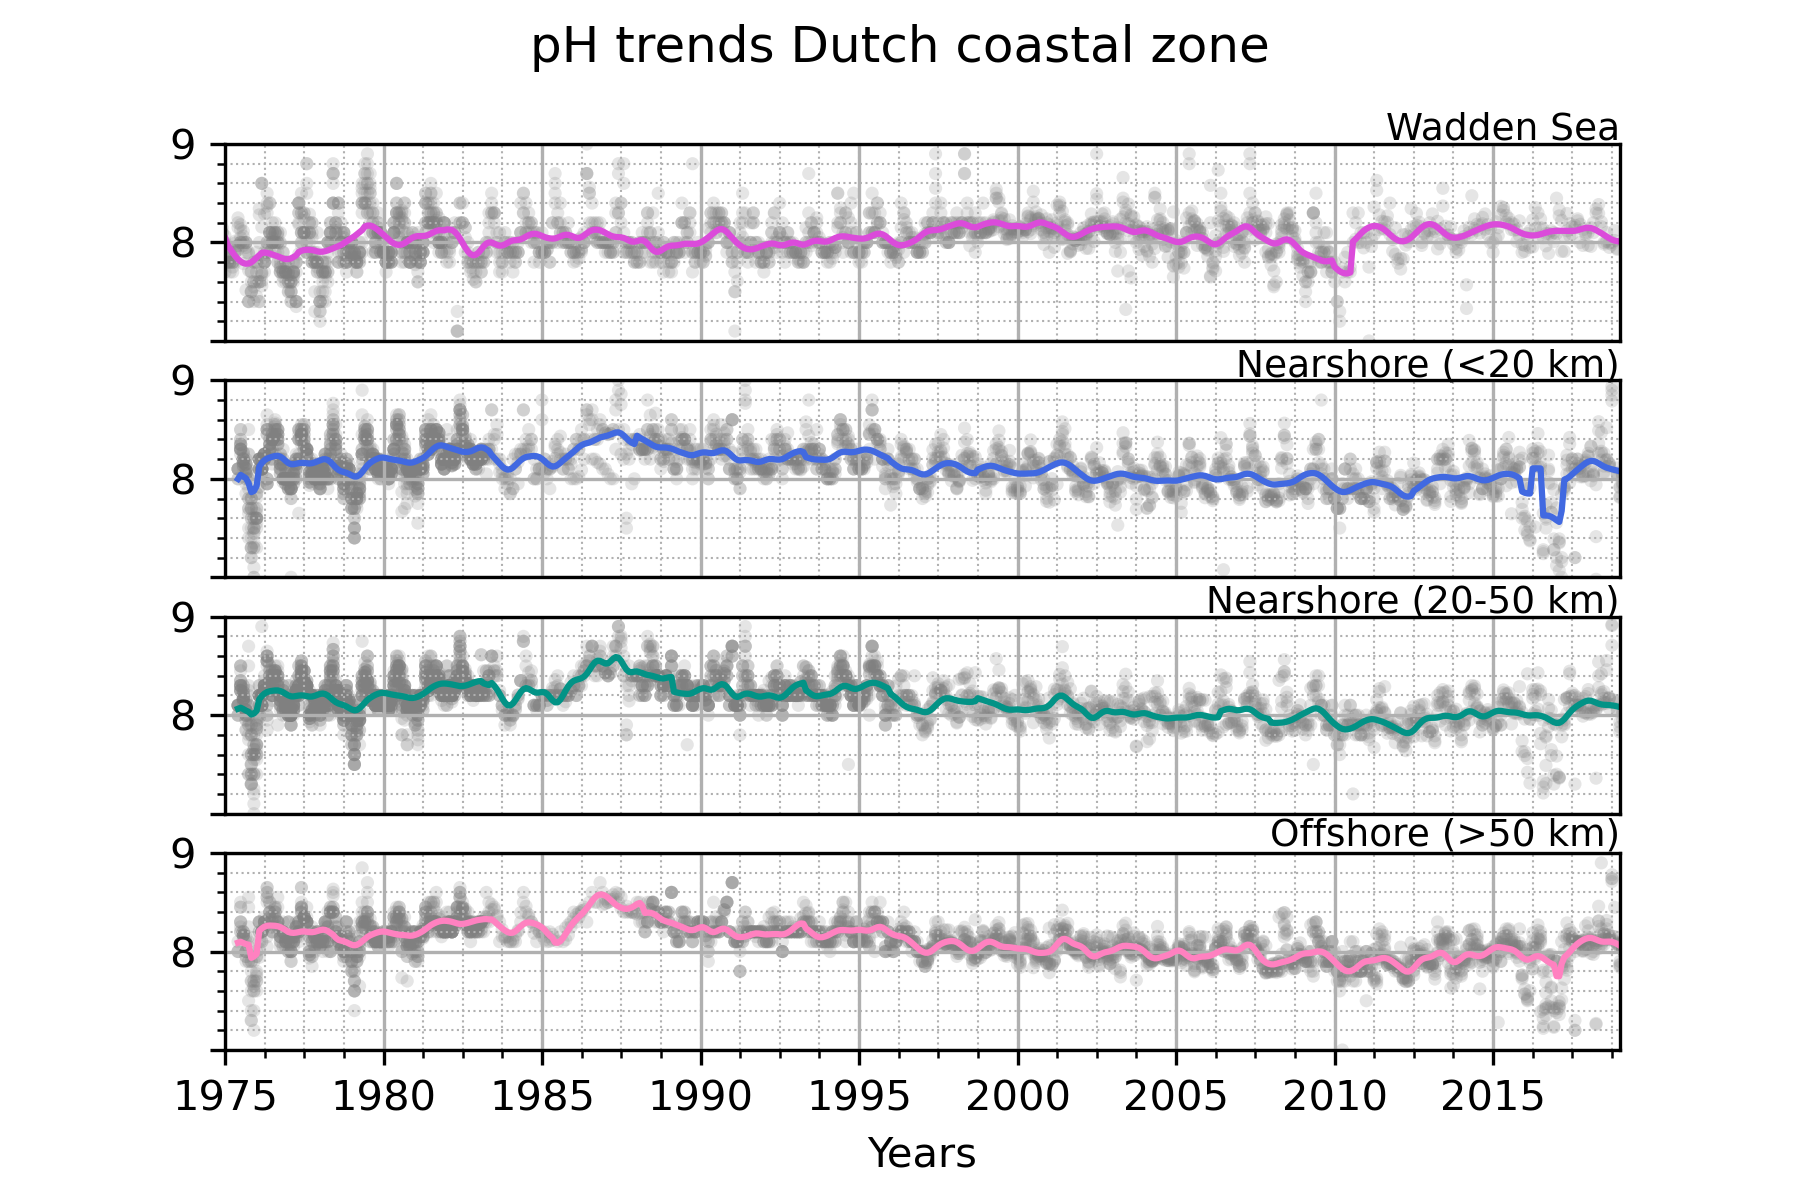 pH trends Dutch coastal zone
Wadden Sea
9
8
Nearshore (<20 km)
9
8
Nearshore (20-50 km)
9
8
Offshore (>50 km)
9
8
1975 1980 1985 1990 1995 2000 2005 2010 2015
Years